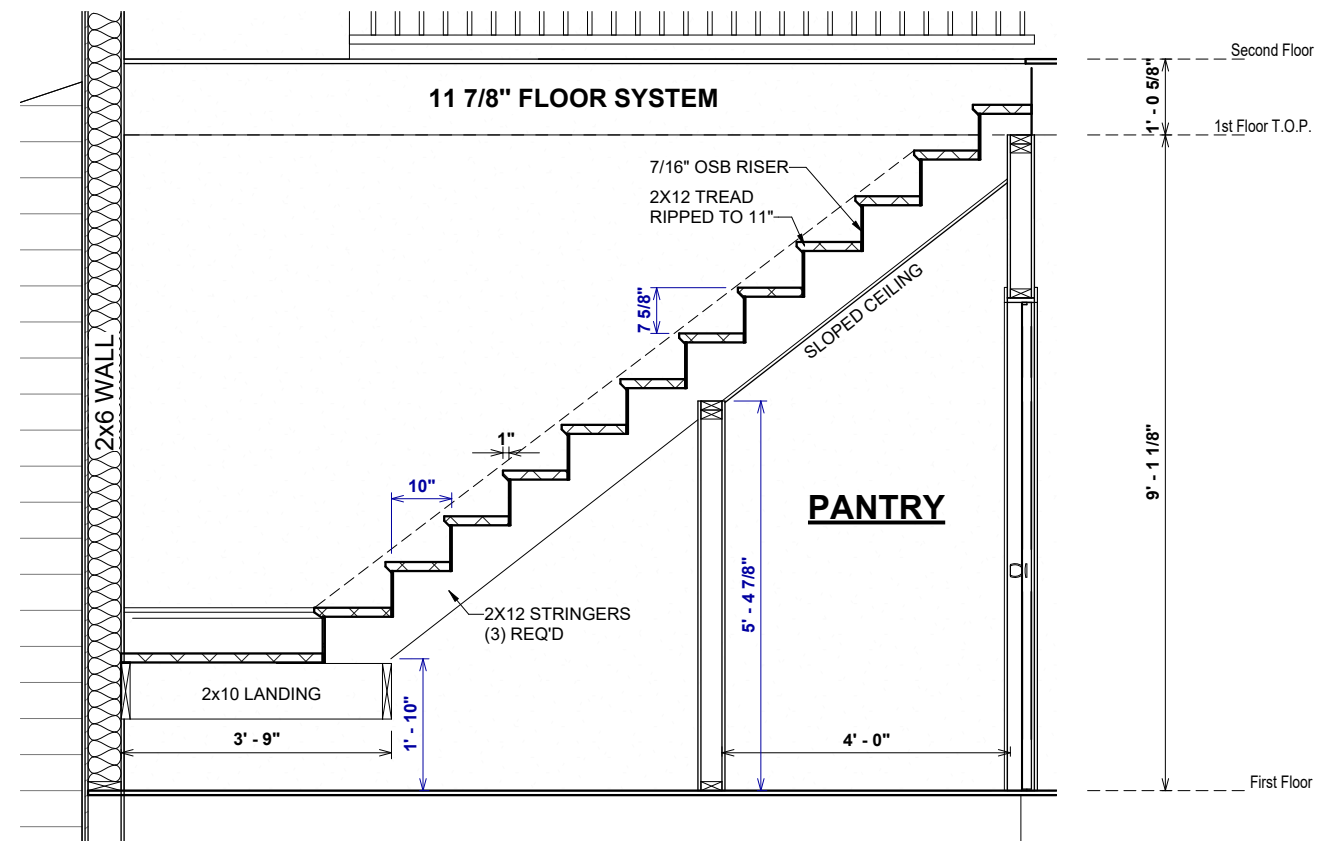 Second Floor
11 7/8" FLOOR SYSTEM
1' - 0 5/8"
1st Floor T.O.P.
7/16" OSB RISER
2X12 TREAD
RIPPED TO 11"
7 5/8"
SLOPED CEILING
2x6 WALL
1"
10"
PANTRY
9' - 1 1/8"
5' - 4 7/8"
2X12 STRINGERS
(3) REQ'D
2x10 LANDING
1' - 10"
3' - 9"
4' - 0"
First Floor